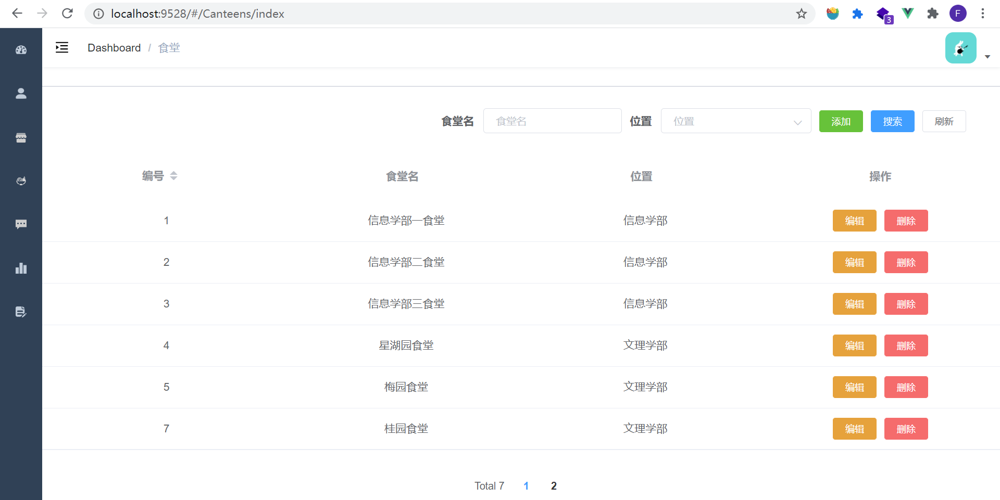 localhost:9528/#/Canteens/index
3
F
Dashboard / 食堂
食堂名 食堂名 位置 位置 添加 搜索 刷新
编号 食堂名 位置 操作
1 信息学部一食堂 信息学部 编辑 删除
2 信息学部二食堂 信息学部 编辑 删除
3 信息学部三食堂 信息学部 编辑 删除
4 星湖园食堂 文理学部 编辑 删除
5 梅园食堂 文理学部 编辑 删除
7 桂园食堂 文理学部 编辑 删除
Total 7 1 2